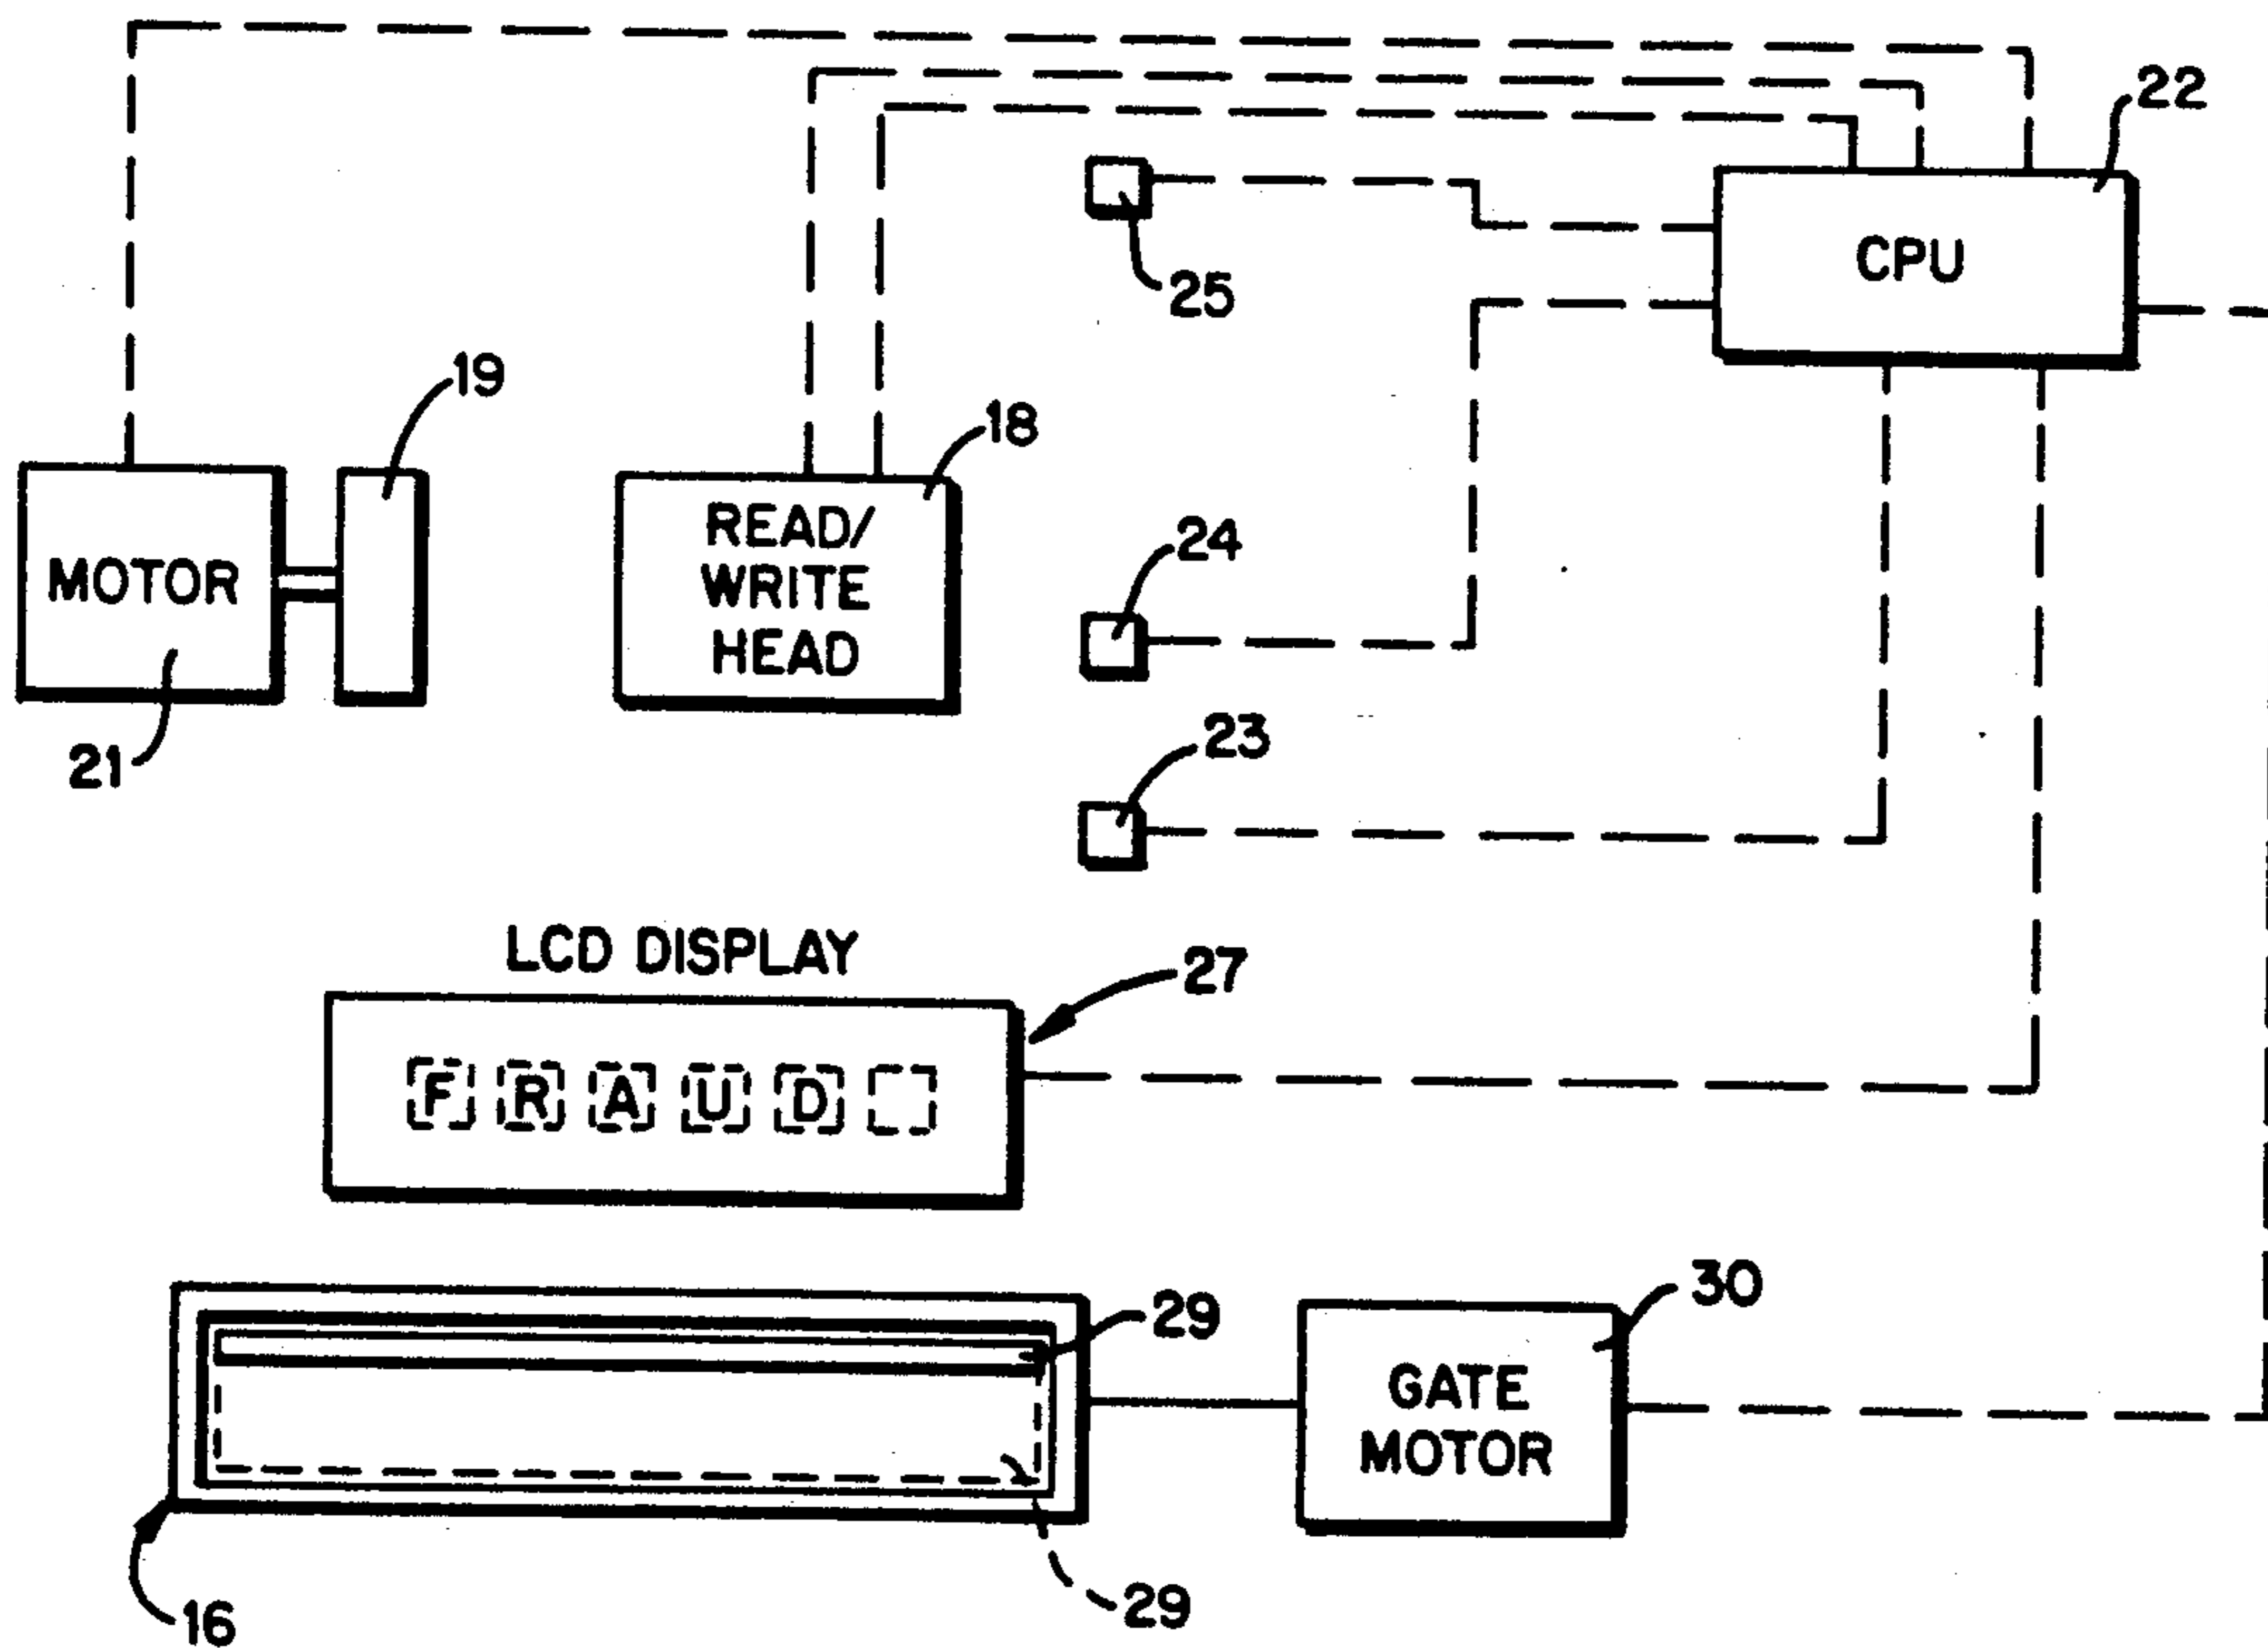 22
CPU
25
19
18
READ/
WRITE
HEAD
24
MOTOR
21
23
LCD DISPLAY
27
F R A U D
30
29
GATE
MOTOR
29
16